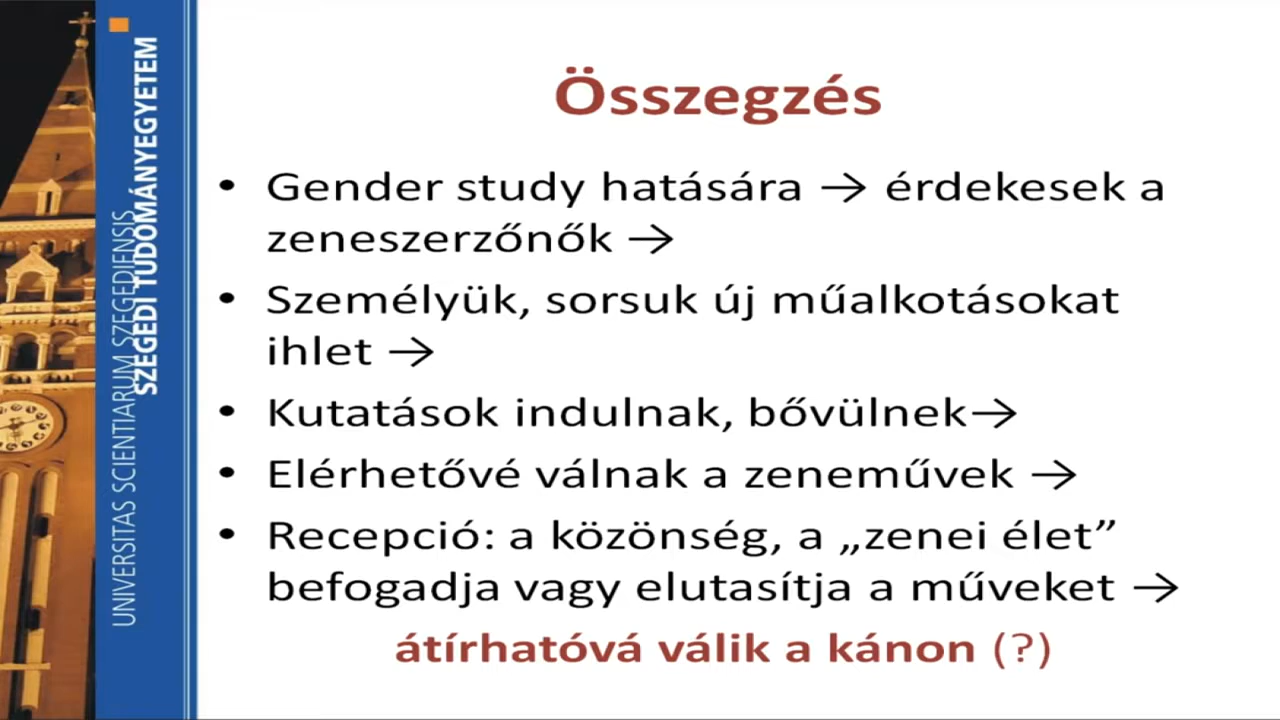 UNIVERSITAS SCIENTIARUM SZEGEDIENSIS
SZEGEDI TUDOMÁNYEGYETEM
Összegzés
• Gender study hatására → érdekesek a
zeneszerzőnők →
• Személyük, sorsuk új műalkotásokat
ihlet →
• Kutatások indulnak, bővülnek→
• Elérhetővé válnak a zeneművek →
• Recepció: a közönség, a „zenei élet”
befogadja vagy elutasítja a műveket →
átírhatóvá válik a kánon (?)